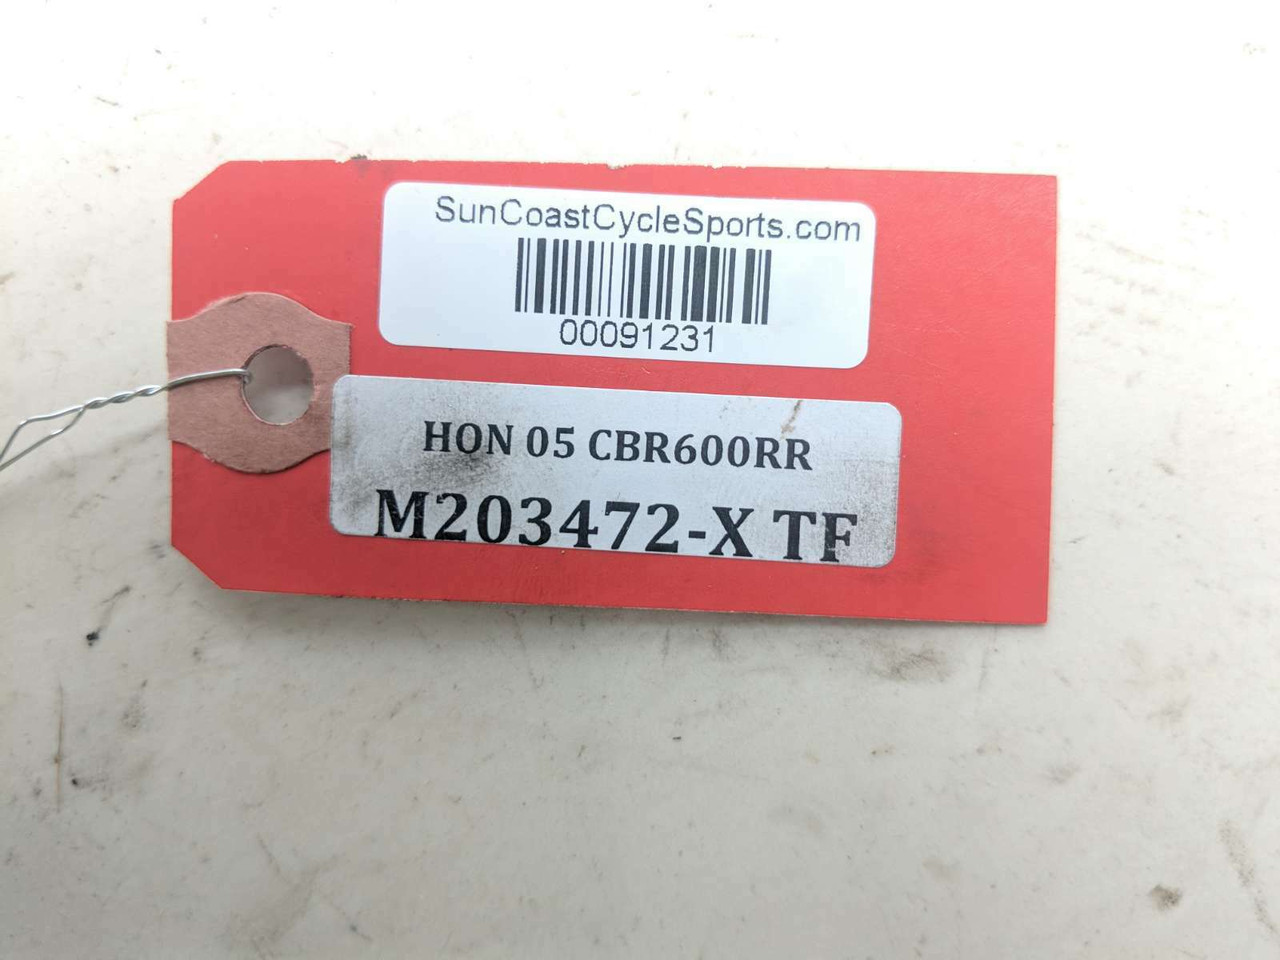 SunCoastCycleSports.com
00091231
HON 05 CBR600RR
M203472-X TF